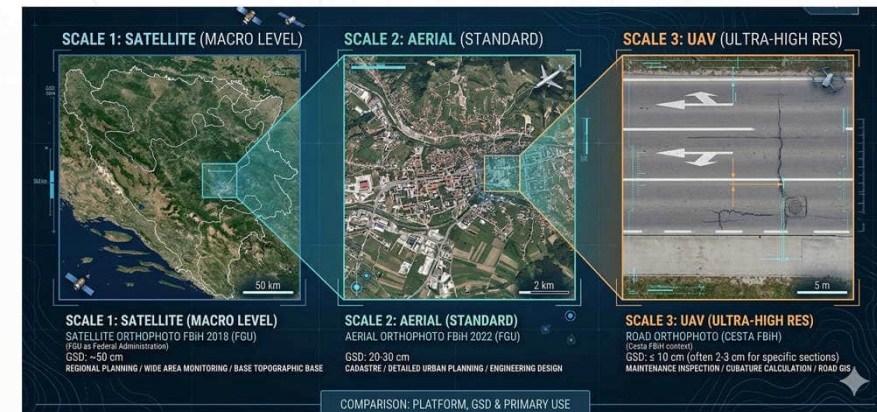 SCALE 1: SATELLITE (MACRO LEVEL)
SCALE 2: AERIAL (STANDARD)
SCALE 3: UAV (ULTRA-HIGH RES)
50 km
2 km
5 m
SCALE 1: SATELLITE (MACRO LEVEL)
SATELLITE ORTHOPHOTO FBiH 2018 (FGU)
(FGU as Federal Administration)
GSD: ~50 cm
REGIONAL PLANNING / WIDE AREA MONITORING / BASE TOPOGRAPHIC BASE
SCALE 2: AERIAL (STANDARD)
AERIAL ORTHOPHOTO FBiH 2022 (FGU)
GSD: 20-30 cm
CADASTRE / DETAILED URBAN PLANNING / ENGINEERING DESIGN
SCALE 3: UAV (ULTRA-HIGH RES)
ROAD ORTHOPHOTO (CESTA FBiH)
(Cesta FBiH context)
GSD: ≤ 10 cm (often 2-3 cm for specific sections)
MAINTENANCE INSPECTION / CUBATURE CALCULATION / ROAD GIS
COMPARISON: PLATFORM, GSD & PRIMARY USE